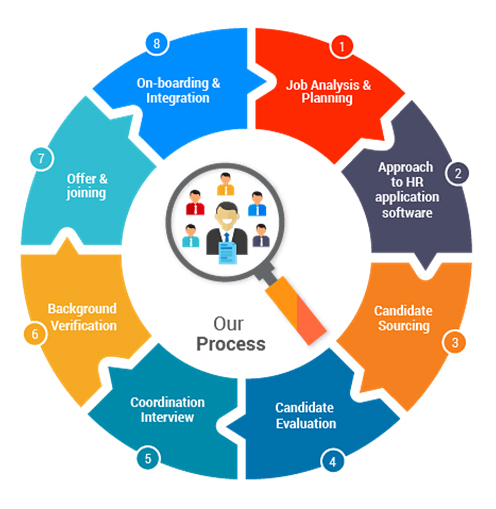 1
Job Analysis &
Planning
2
Approach
to HR
application
software
3
Candidate
Sourcing
4
Candidate
Evaluation
5
Coordination
Interview
6
Background
Verification
7
Offer &
joining
8
On-boarding &
Integration
Our
Process